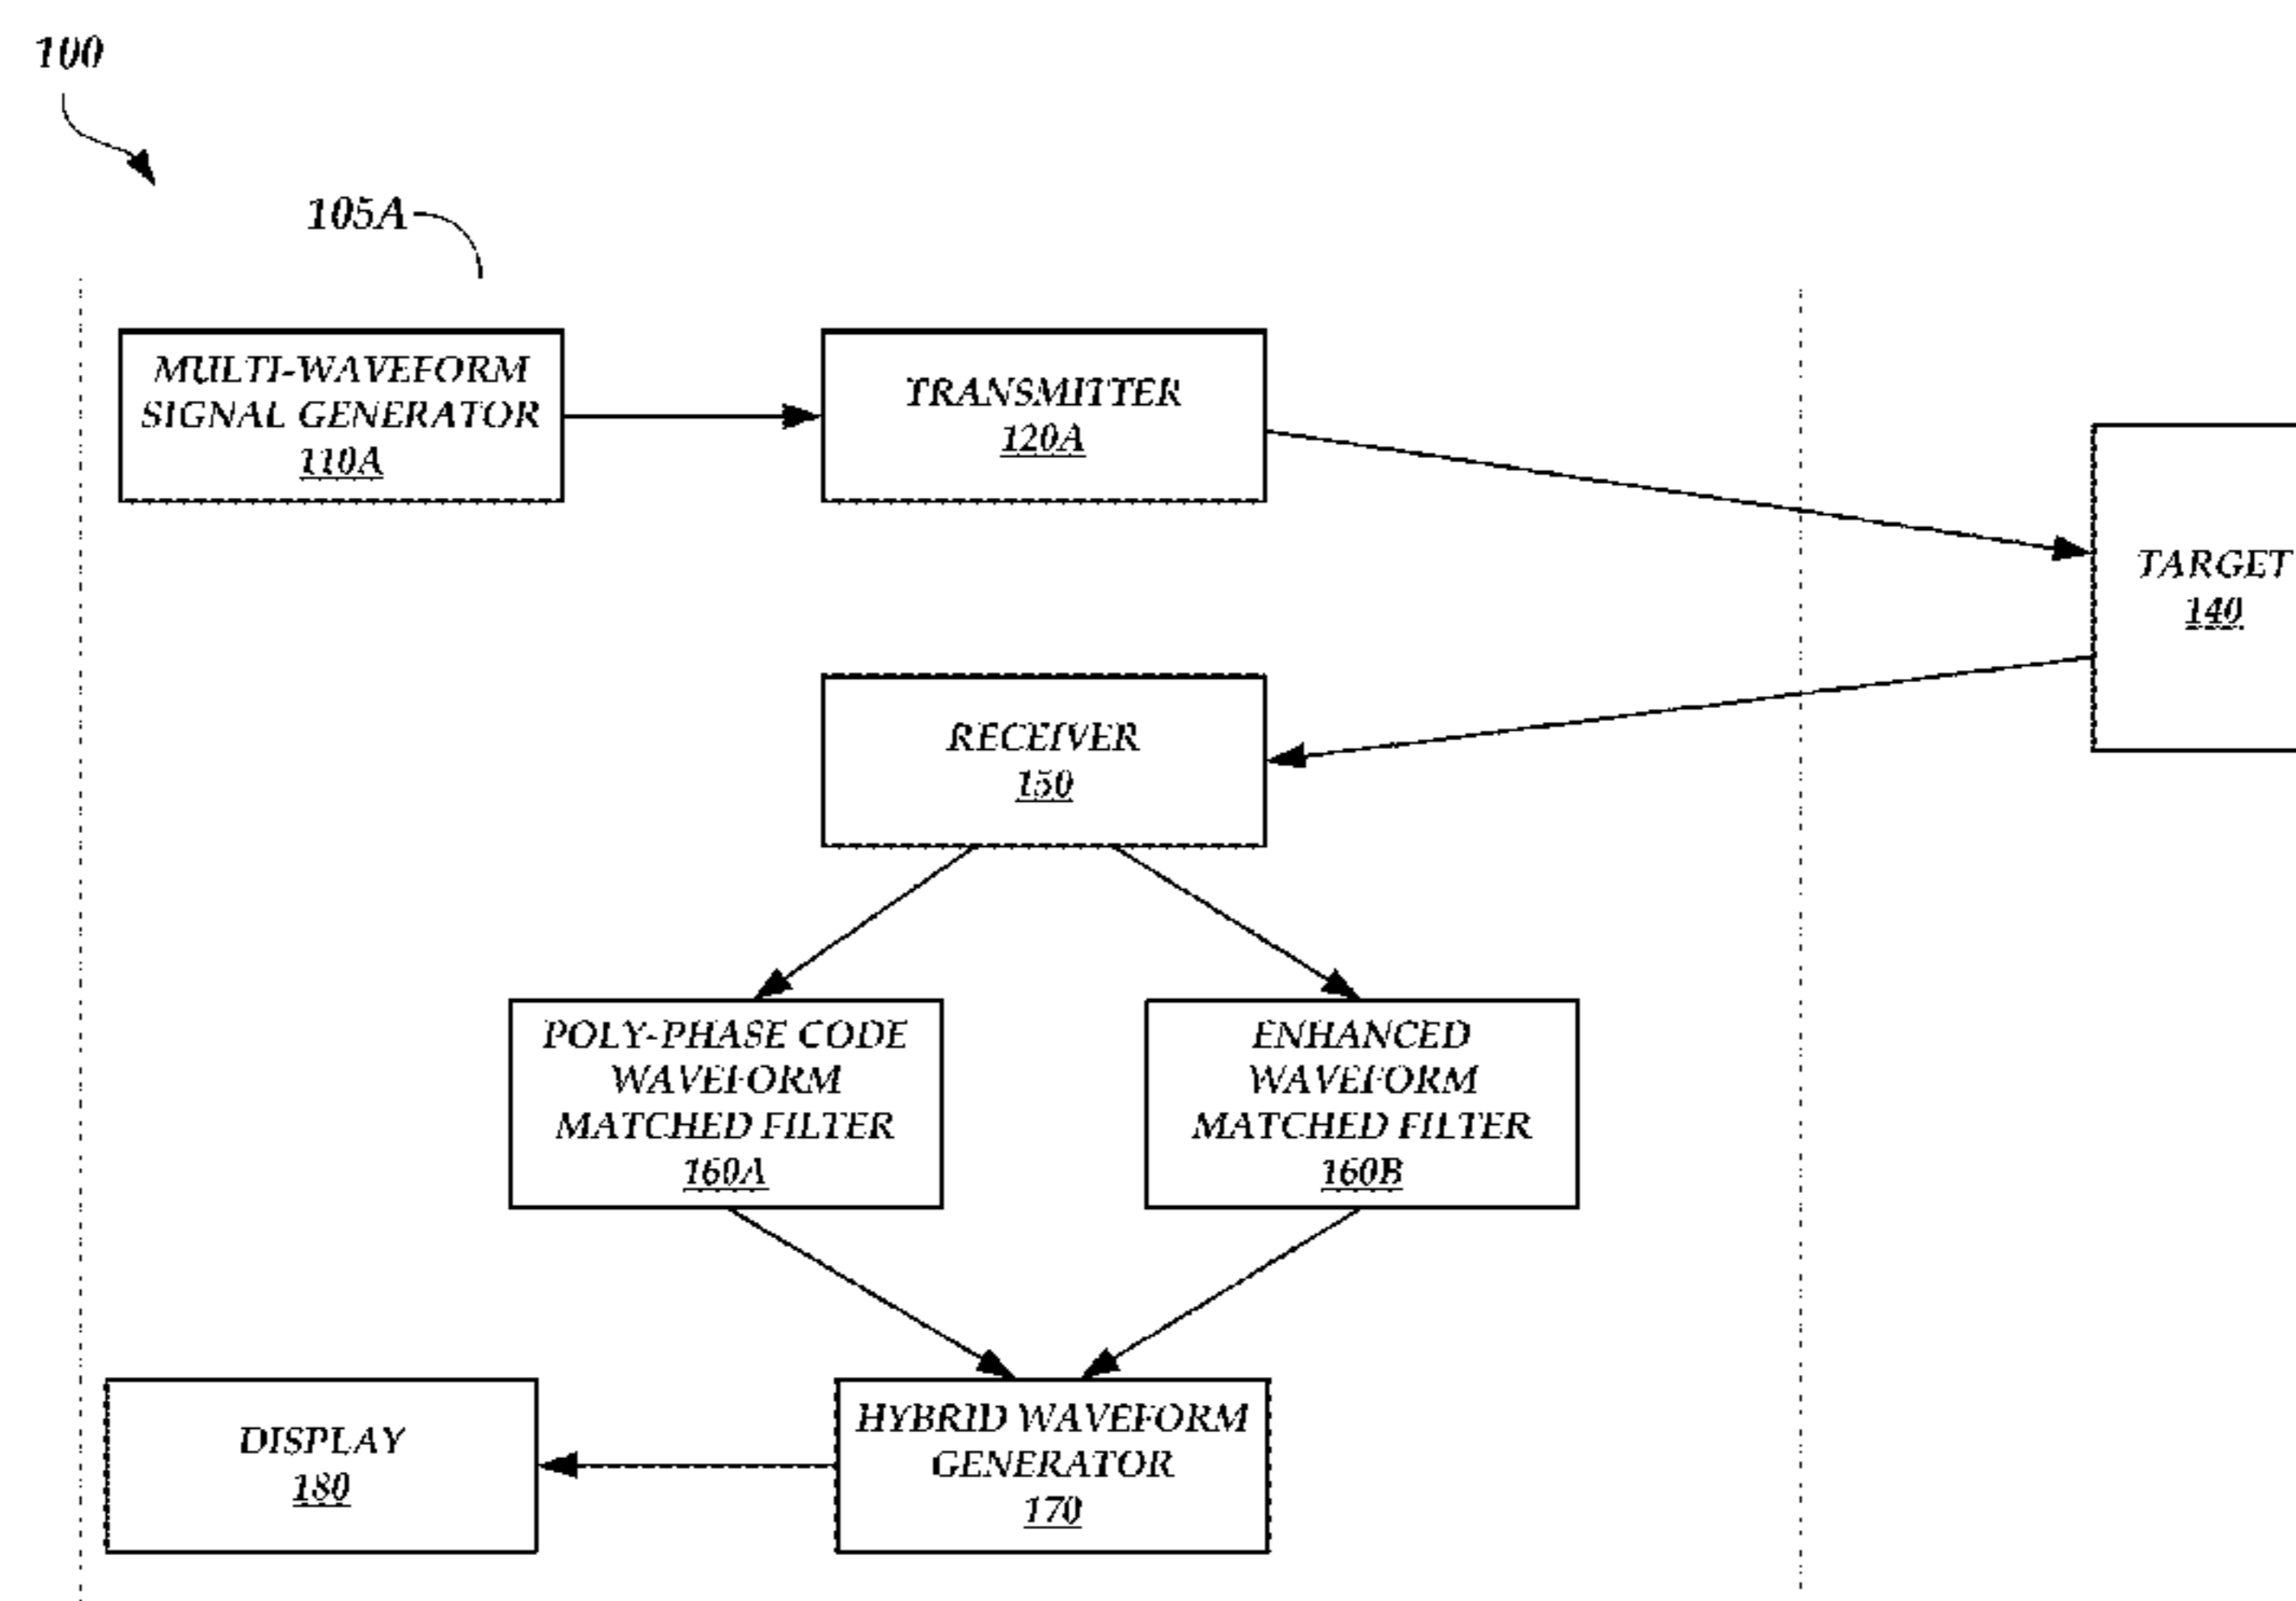 100
105A
MULTI-WAVEFORM
SIGNAL GENERATOR
110A
TRANSMITTER
120A
TARGET
140
RECEIVER
150
POLY-PHASE CODE
WAVEFORM
MATCHED FILTER
160A
ENHANCED
WAVEFORM
MATCHED FILTER
160B
DISPLAY
180
HYBRID WAVEFORM
GENERATOR
170